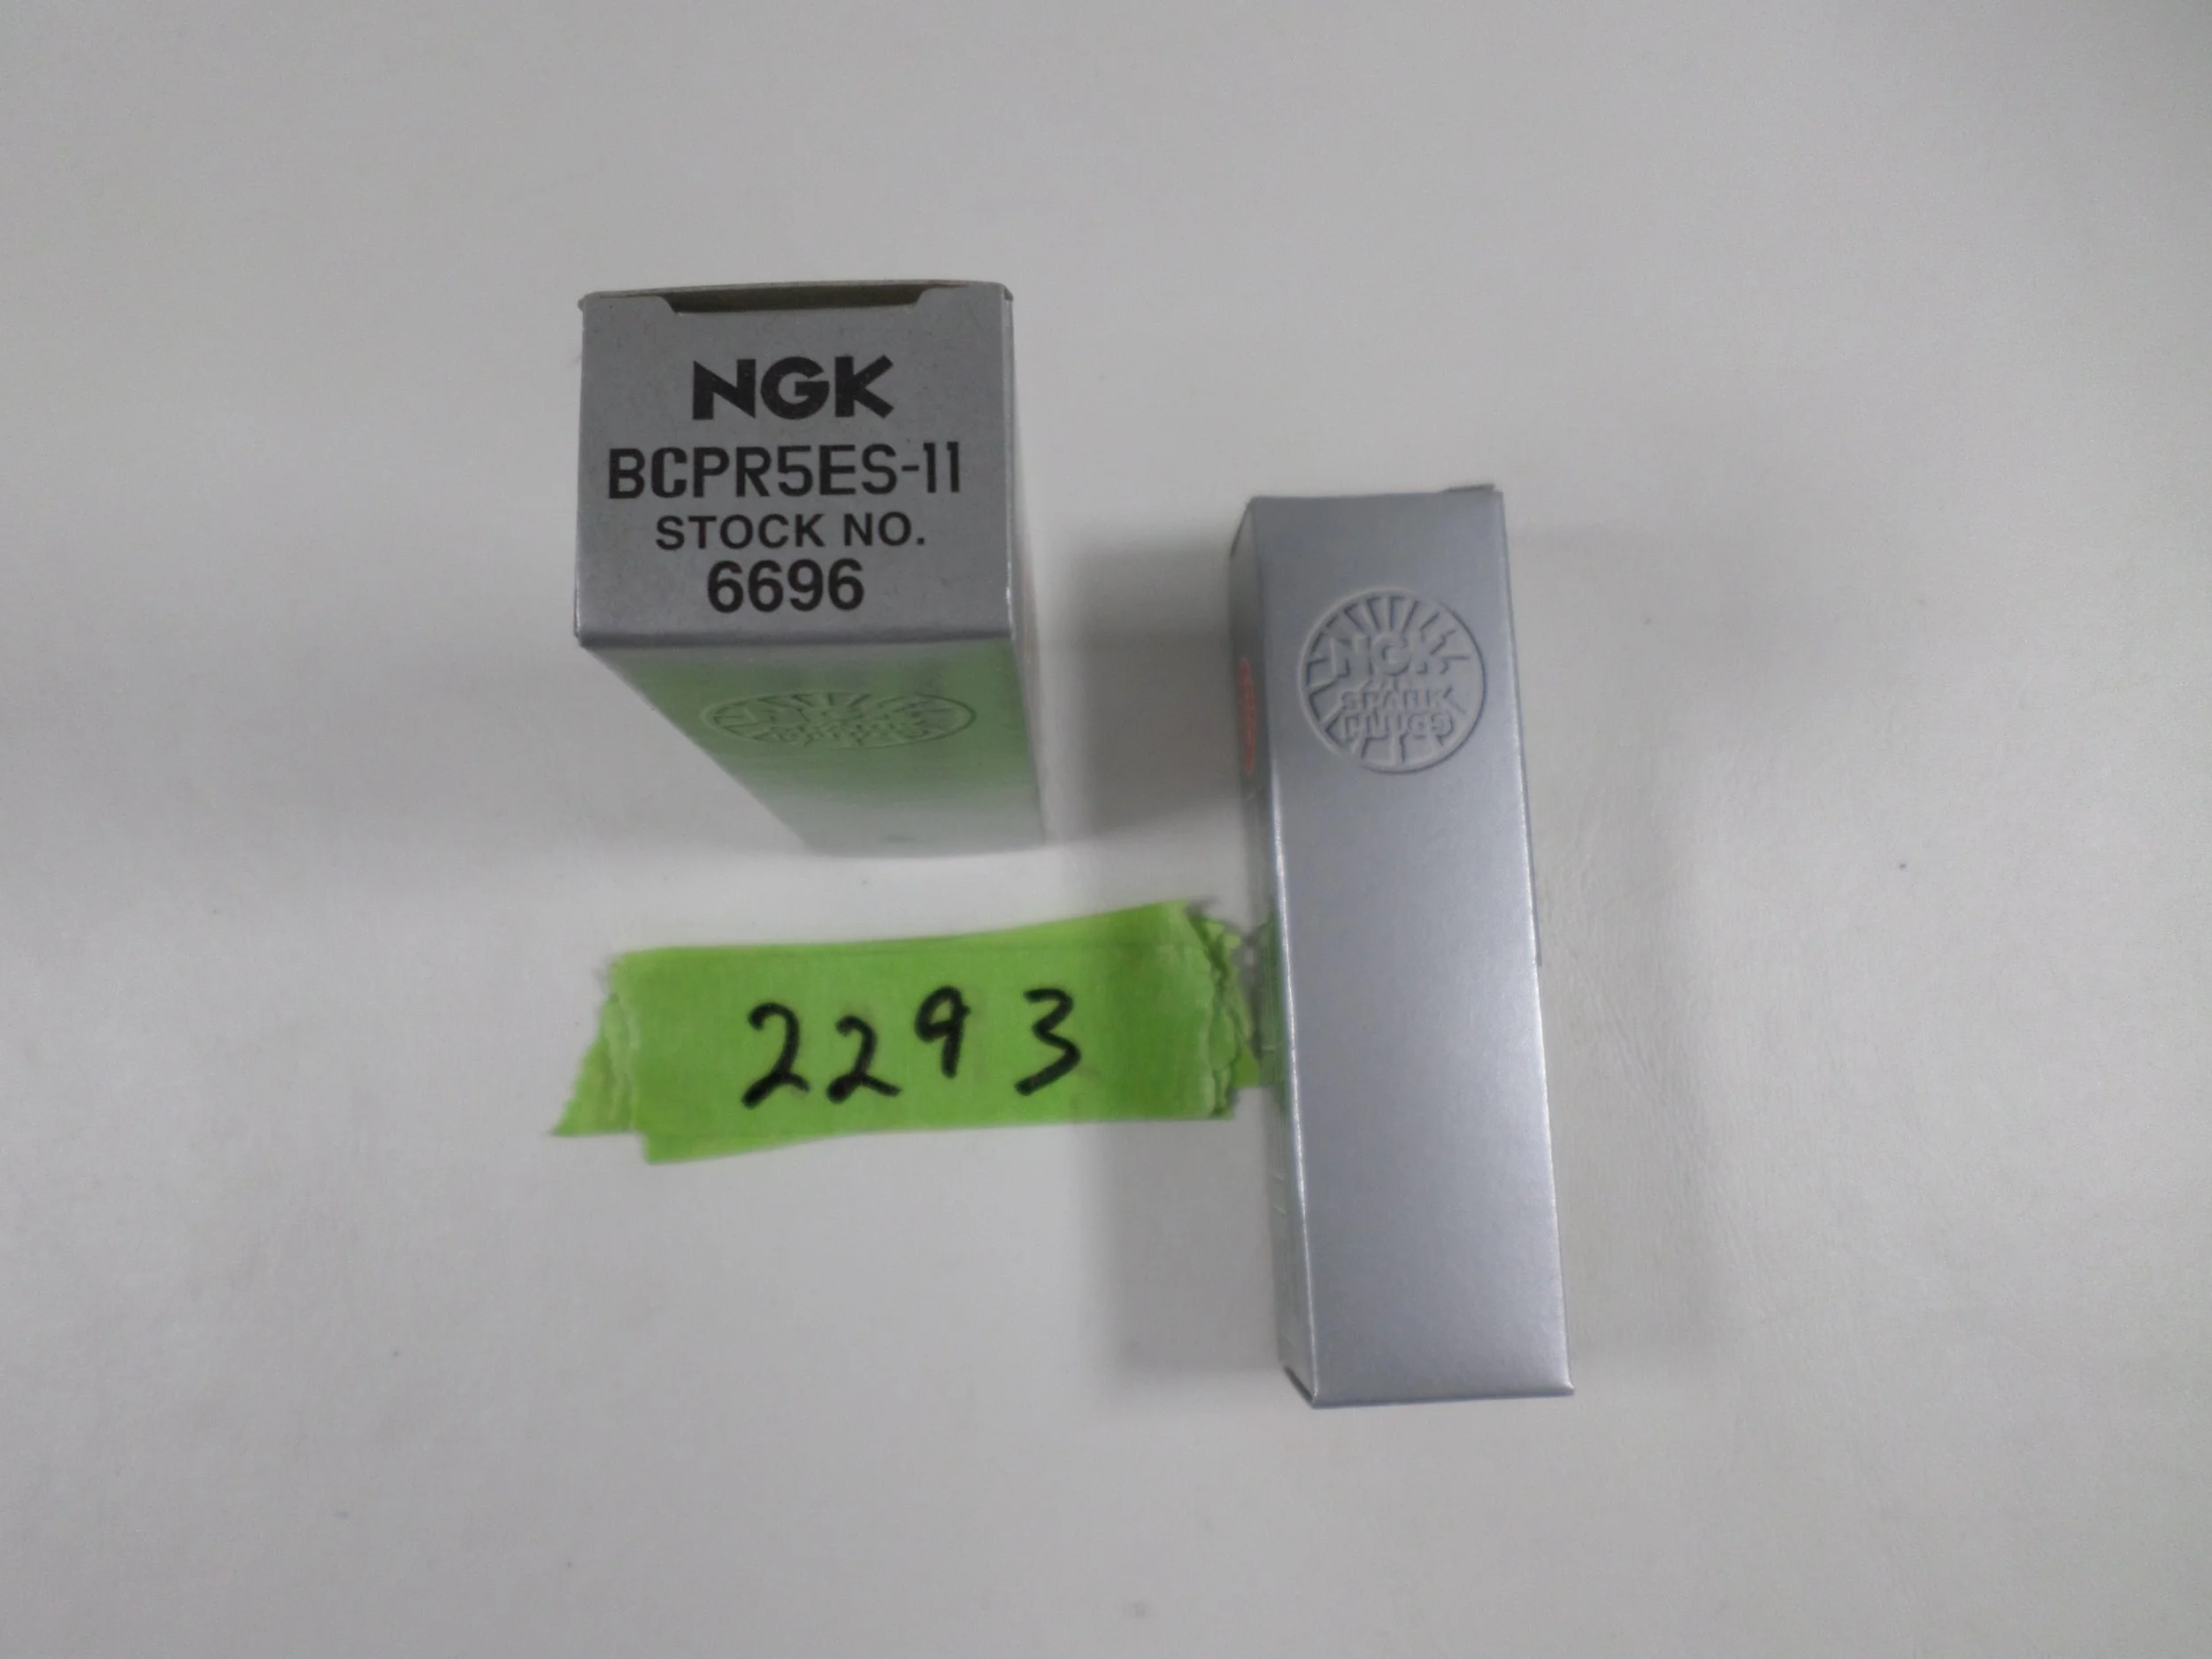 NGK
BCPR5ES-11
STOCK NO.
6696
NGK
SPARK
PLUGS
2293